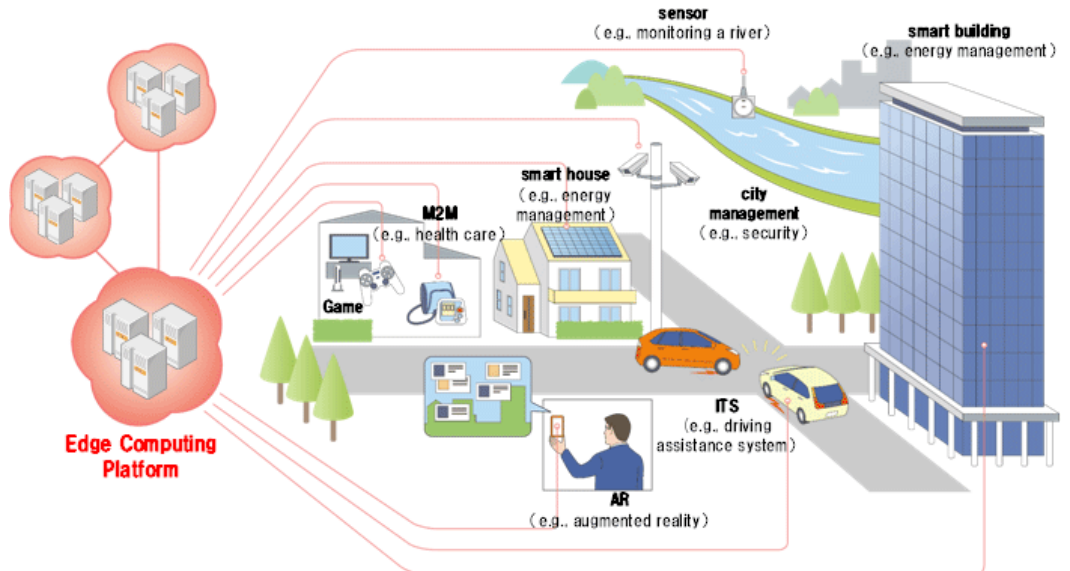 sensor
(e.g., monitoring a river)
smart building
(e.g., energy management)
smart house
(e.g., energy
management)
city
management
(e.g., security)
M2M
(e.g., health care)
Game
Edge Computing
Platform
ITS
(e.g., driving
assistance system)
AR
(e.g., augmented reality)